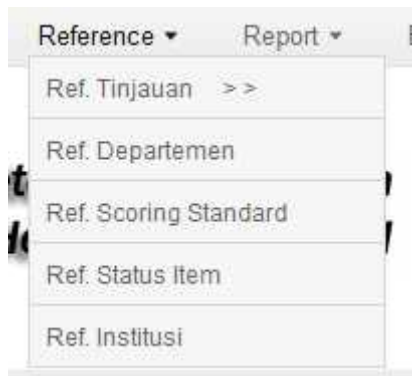 Reference Report
Ref. Tinjauan >>
Ref. Departemen
Ref. Scoring Standard
Ref. Status Item
Ref. Institusi